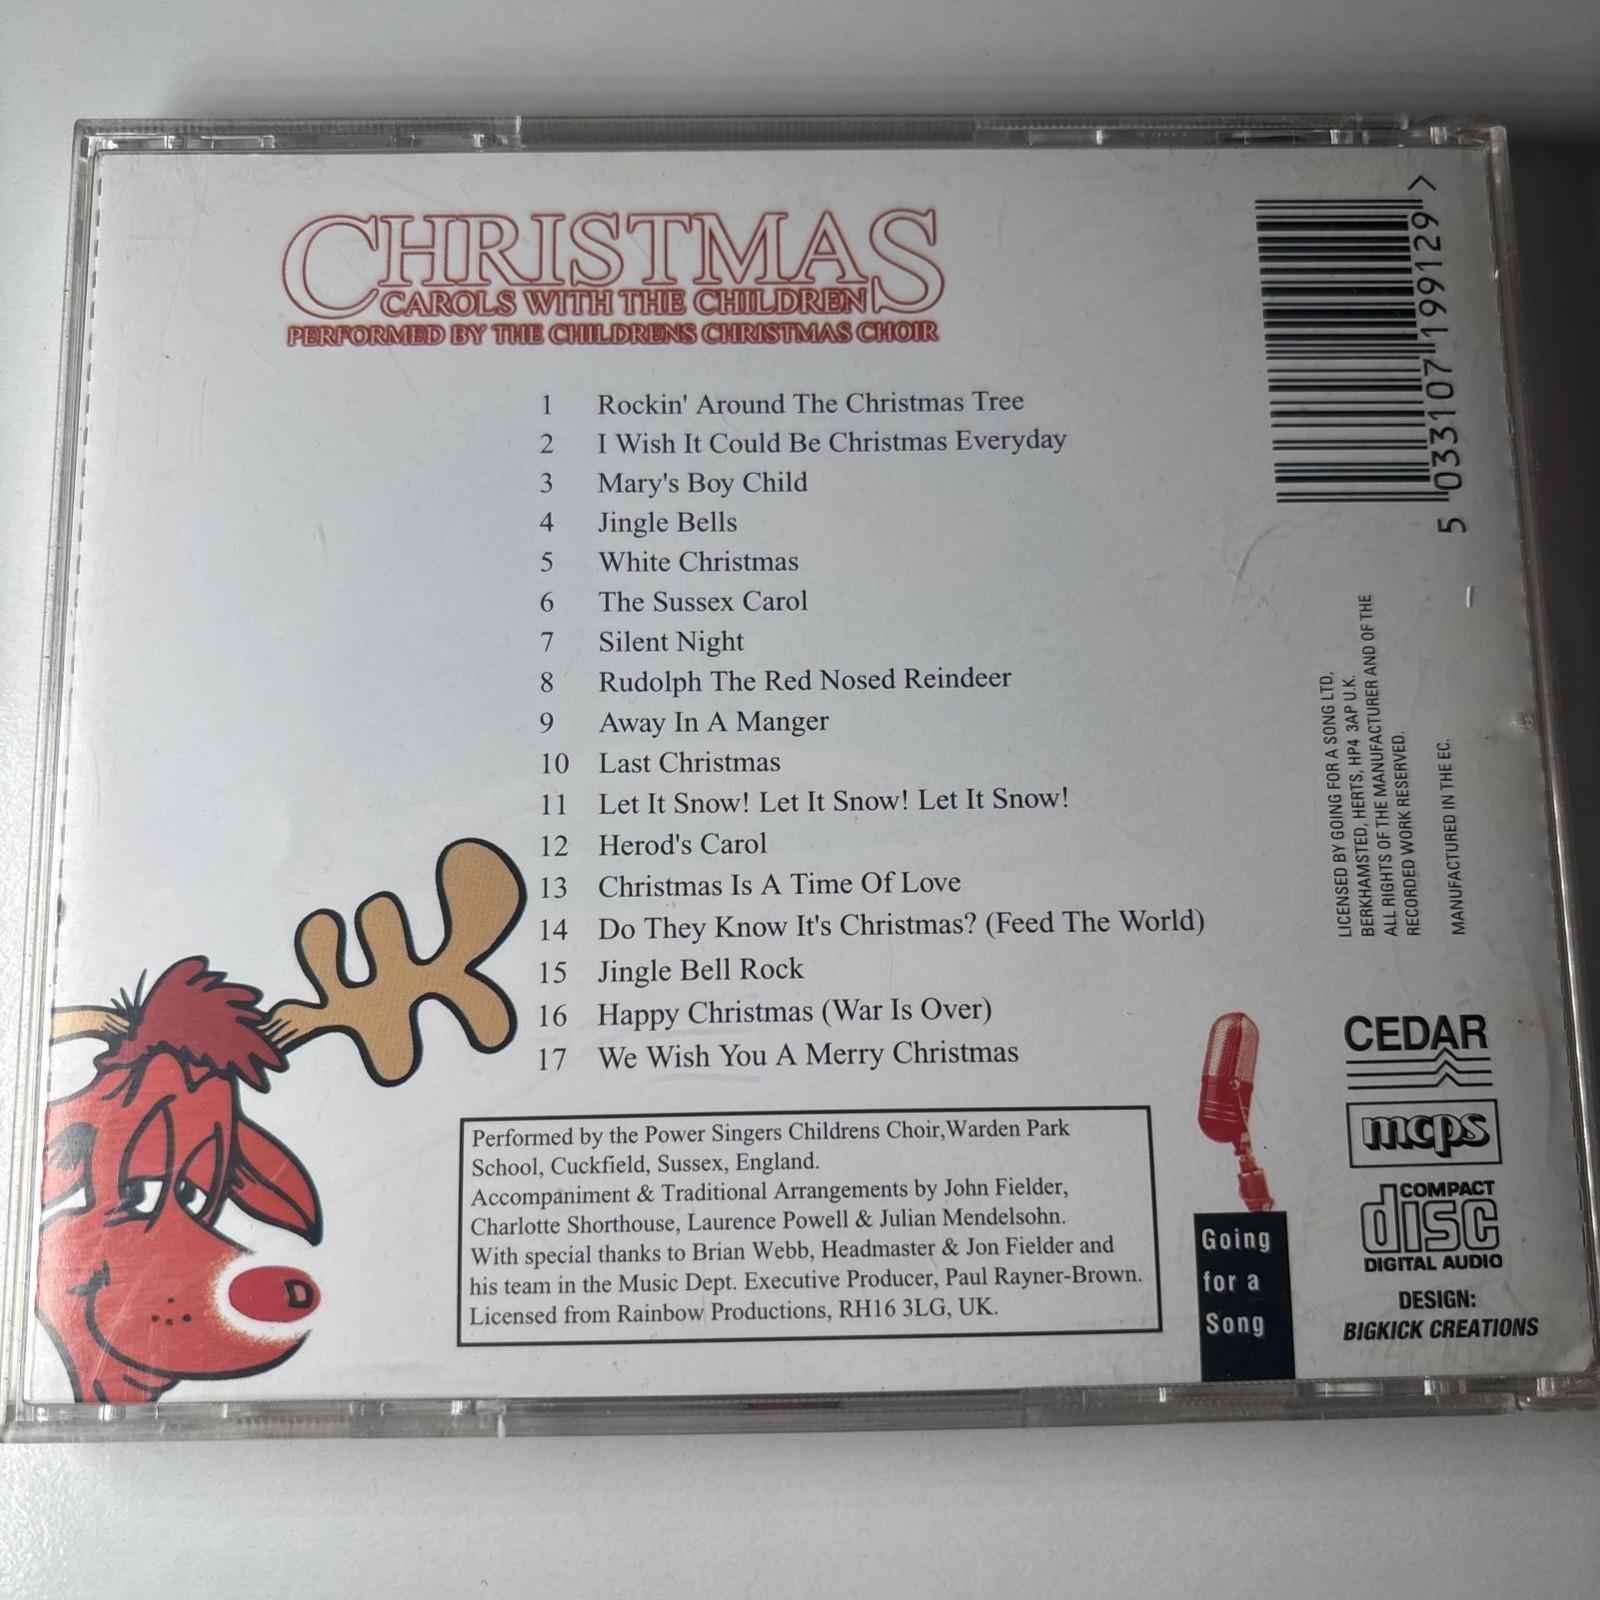 CHRISTMAS
CAROLS WITH THE CHILDREN
PERFORMED BY THE CHILDRENS CHRISTMAS CHOIR
1 Rockin' Around The Christmas Tree
2 I Wish It Could Be Christmas Everyday
3 Mary's Boy Child
4 Jingle Bells
5 White Christmas
6 The Sussex Carol
7 Silent Night
8 Rudolph The Red Nosed Reindeer
9 Away In A Manger
10 Last Christmas
11 Let It Snow! Let It Snow! Let It Snow!
12 Herod's Carol
13 Christmas Is A Time Of Love
14 Do They Know It's Christmas? (Feed The World)
15 Jingle Bell Rock
16 Happy Christmas (War Is Over)
17 We Wish You A Merry Christmas
Performed by the Power Singers Childrens Choir,Warden Park
School, Cuckfield, Sussex, England.
Accompaniment & Traditional Arrangements by John Fielder,
Charlotte Shorthouse, Laurence Powell & Julian Mendelsohn.
With special thanks to Brian Webb, Headmaster & Jon Fielder and
his team in the Music Dept. Executive Producer, Paul Rayner-Brown.
Licensed from Rainbow Productions, RH16 3LG, UK.
Going
for a
Song
5 033107 199129 >
LICENSED BY GOING FOR A SONG LTD,
BERKHAMSTED, HERTS, HP4 3AP U.K.
ALL RIGHTS OF THE MANUFACTURER AND OF THE
RECORDED WORK RESERVED.
MANUFACTURED IN THE EC.
CEDAR
mcps
COMPACT
disc
DIGITAL AUDIO
DESIGN:
BIGKICK CREATIONS